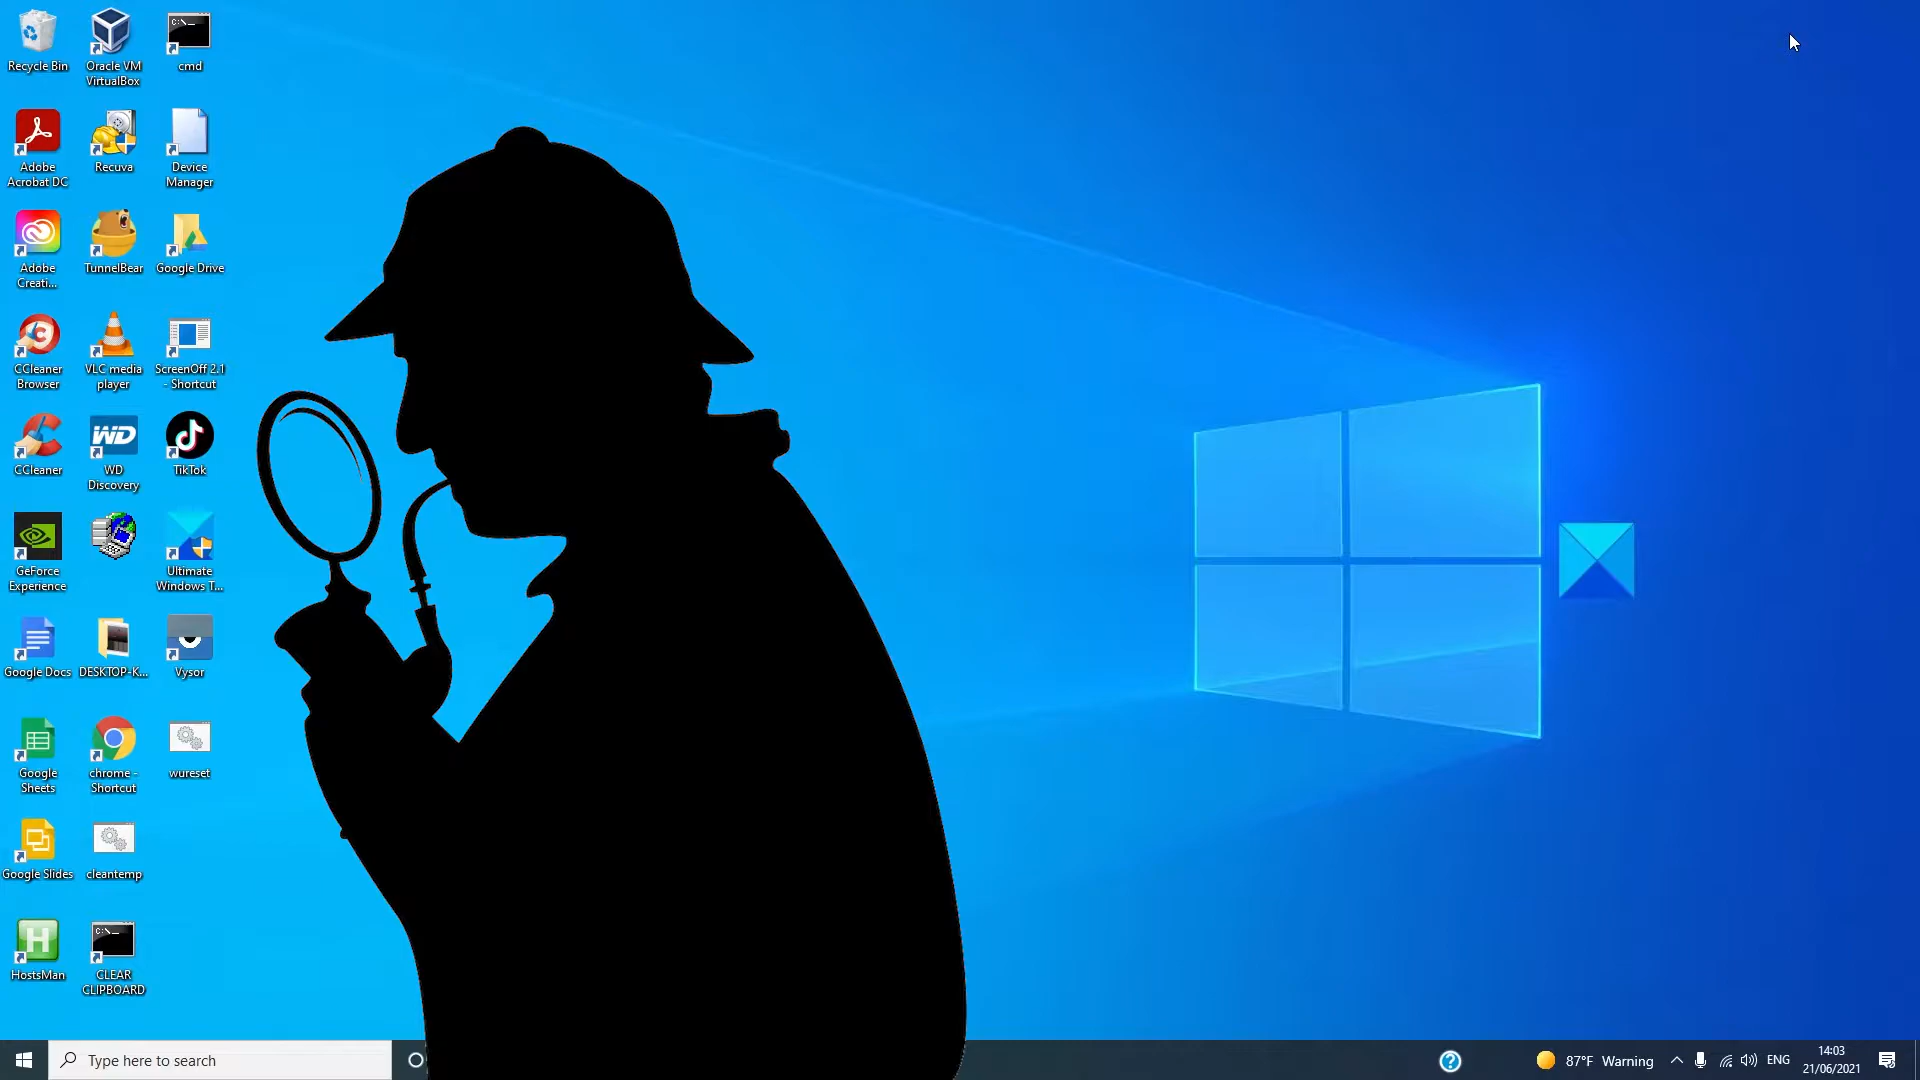 Recycle Bin
Oracle VM
VirtualBox
cmd
Adobe
Acrobat DC
Recuva
Device
Manager
Adobe
Creati...
TunnelBear
Google Drive
CCleaner
Browser
VLC media
player
ScreenOff 2.1
- Shortcut
CCleaner
WD
WD
Discovery
TikTok
GeForce
Experience
Ultimate
Windows T...
Google Docs
DESKTOP-K...
Vysor
Google
Sheets
chrome -
Shortcut
wureset
Google Slides
cleantemp
H
HostsMan
C:\_
CLEAR
CLIPBOARD
Type here to search
87°F Warning
ENG
14:03
21/06/2021